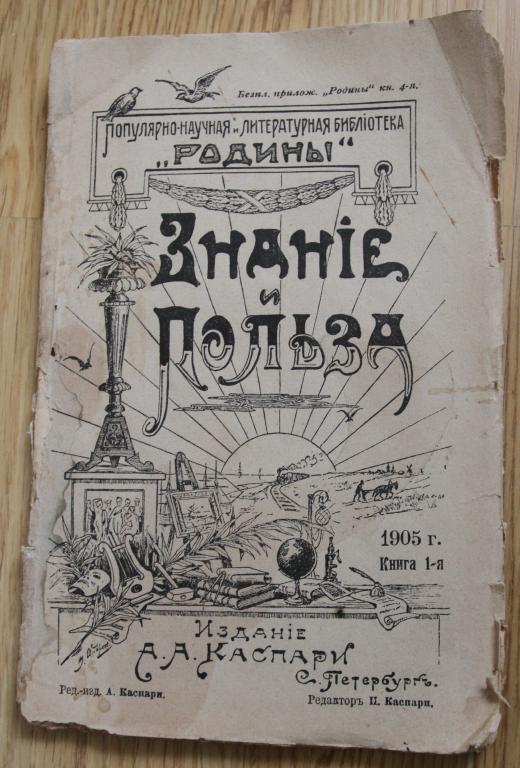 Безпл. прилож. „Родины" кн. 4-я.
ПОПУЛЯРНО-НАУЧНАЯ и ЛИТЕРАТУРНАЯ БИБЛІОТЕКА
„РОДИНЫ"
ЗНАНІЕ
и
ПОЛЬЗА
1905 г.
Книга 1-я
ИЗДАНІЕ
А. А. КАСПАРИ
С. ПЕТЕРБУРГЪ.
Ред.-изд. А. Каспари.
Редакторъ П. Каспари.